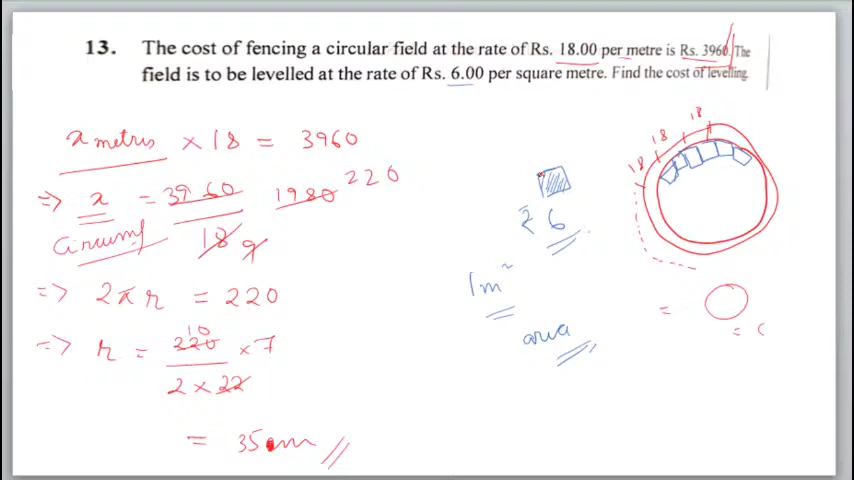 13. The cost of fencing a circular field at the rate of Rs. 18.00 per metre is Rs. 3960. The
field is to be levelled at the rate of Rs. 6.00 per square metre. Find the cost of levelling.
x metres × 18 = 3960
⇒ x = 3960 1980 220
18 9
Circumf
⇒ 2πr = 220
⇒ r = 220 10 × 7
2 × 22
= 35 m
18 18 18
₹ 6
1m²
area
=
=